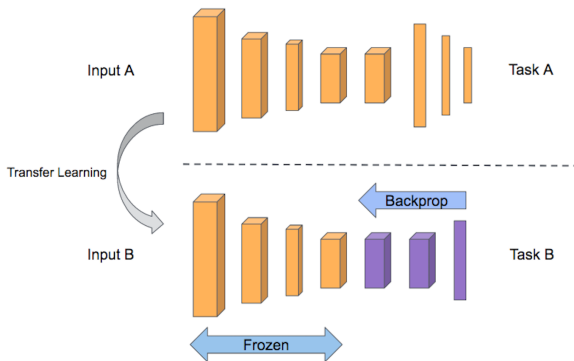 Input A
Task A
Transfer Learning
Backprop
Input B
Task B
Frozen